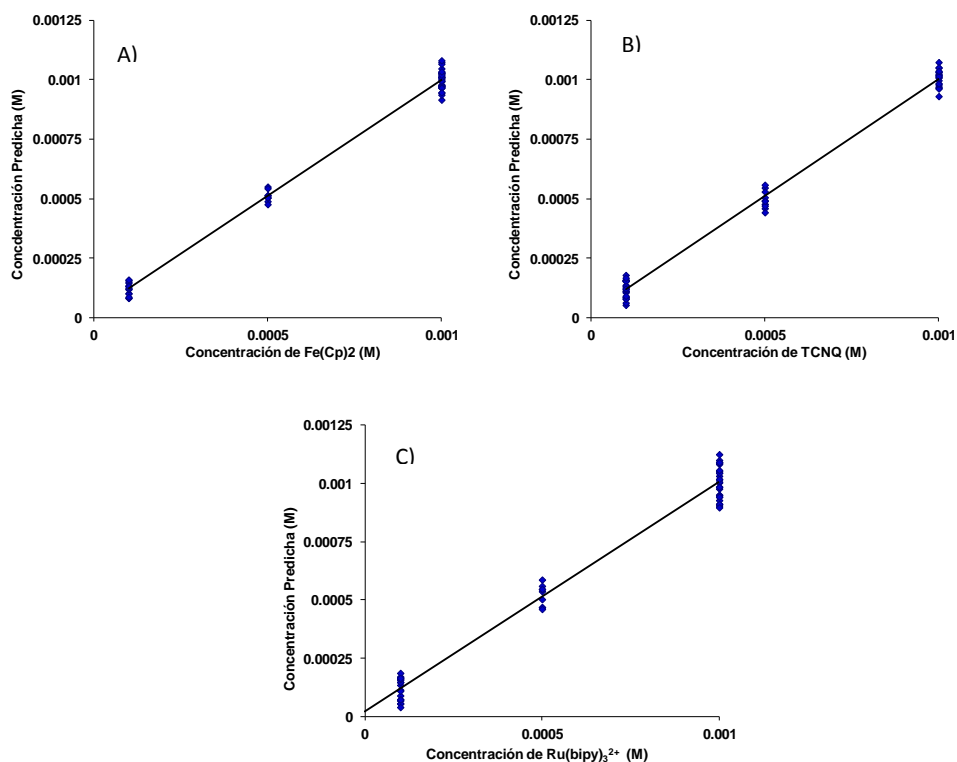 A)
Concdentración Predicha (M)
0.00125
0.001
0.00075
0.0005
0.00025
0
0 0.0005 0.001
Concentración de Fe(Cp)2 (M)
B)
Concdentración Predicha (M)
0.00125
0.001
0.00075
0.0005
0.00025
0
0 0.0005 0.001
Concentración de TCNQ (M)
C)
Concentración Predicha (M)
0.00125
0.001
0.00075
0.0005
0.00025
0
0 0.0005 0.001
Concentración de Ru(bipy)₃²⁺ (M)